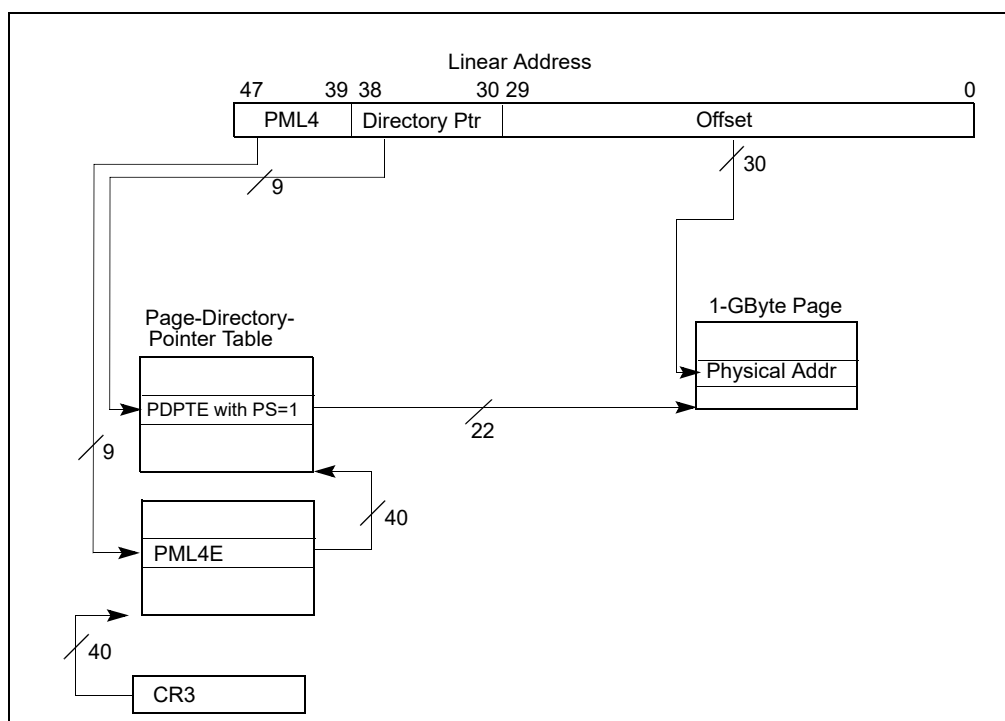 Linear Address
47 39 38 30 29 0
PML4 Directory Ptr Offset
9
30
Page-Directory-
Pointer Table
1-GByte Page
Physical Addr
PDPTE with PS=1
22
9
40
PML4E
40
CR3